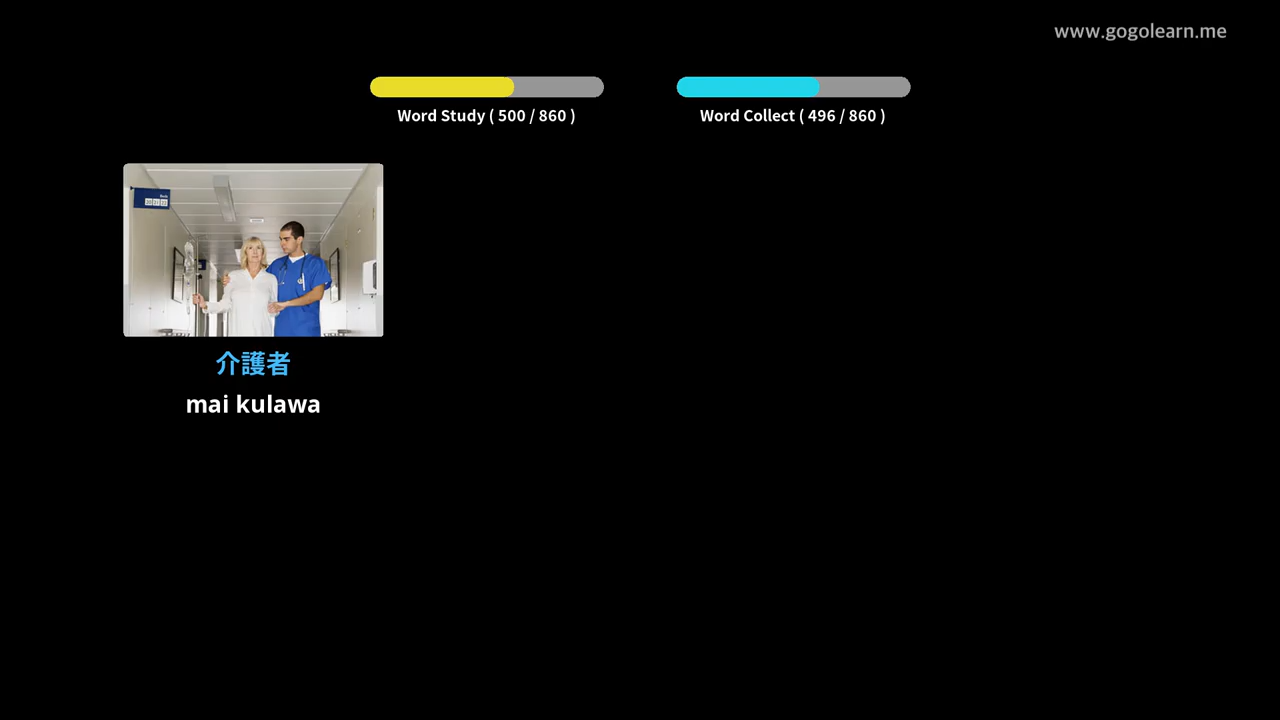 www.gogolearn.me
Word Study ( 500 / 860 )
Word Collect ( 496 / 860 )
介護者
mai kulawa